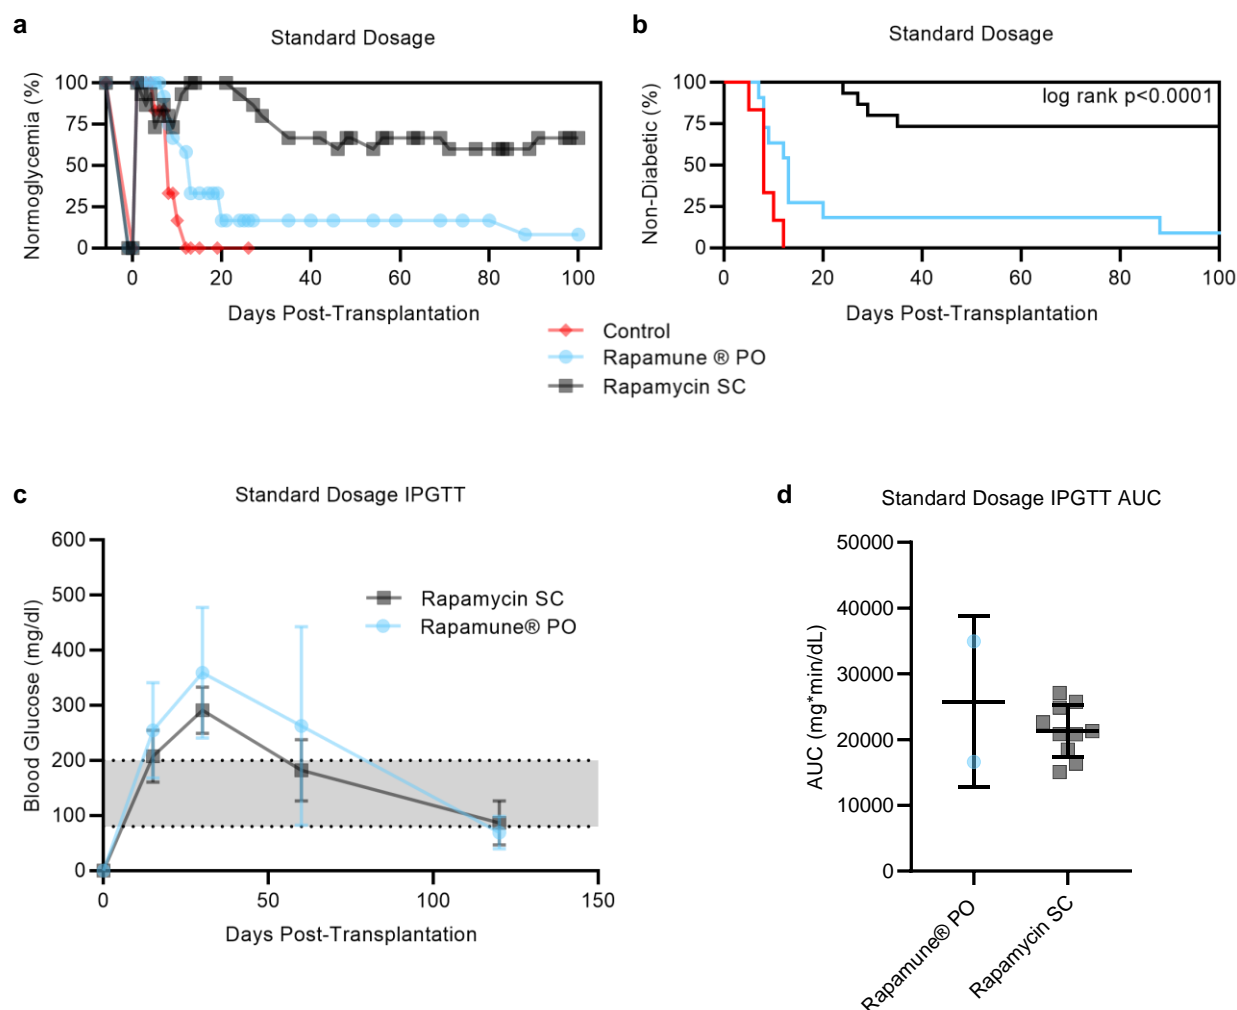 a
Standard Dosage
Normoglycemia (%)
100
75
50
25
0
0 20 40 60 80 100
Days Post-Transplantation
b
Standard Dosage
Non-Diabetic (%)
100
75
50
25
0
log rank p<0.0001
0 20 40 60 80 100
Days Post-Transplantation
Control
Rapamune ® PO
Rapamycin SC
c
Standard Dosage IPGTT
Blood Glucose (mg/dl)
600
500
400
300
200
100
0
Rapamycin SC
Rapamune® PO
0 50 100 150
Days Post-Transplantation
d
Standard Dosage IPGTT AUC
AUC (mg*min/dL)
50000
40000
30000
20000
10000
0
Rapamune® PO
Rapamycin SC